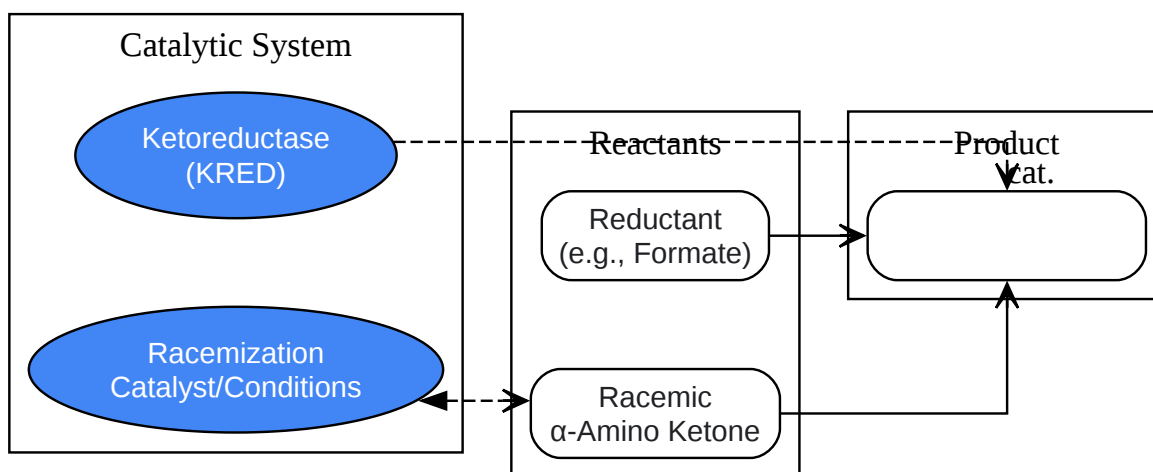 Catalytic System
Ketoreductase
(KRED)
Racemization
Catalyst/Conditions
Reactants
Reductant
(e.g., Formate)
Racemic
α-Amino Ketone
Product
cat.